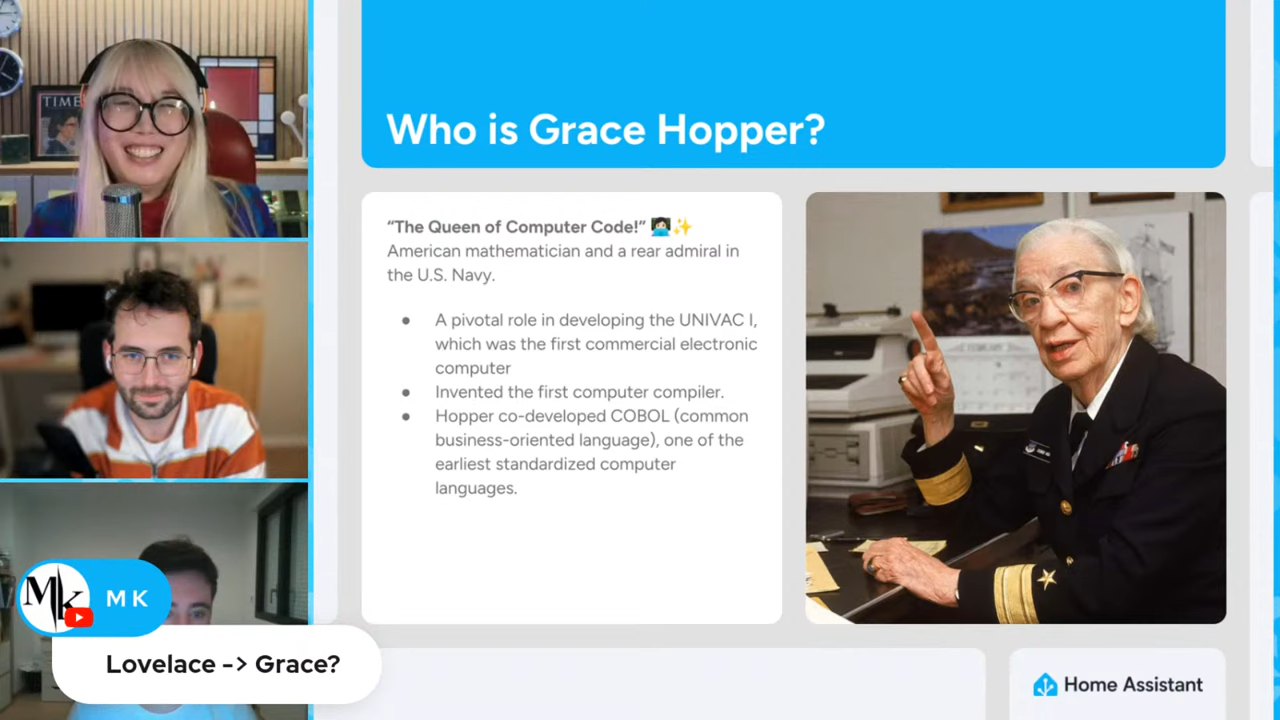 TIME
Who is Grace Hopper?
“The Queen of Computer Code!” 👩🏻‍💻✨
American mathematician and a rear admiral in
the U.S. Navy.
● A pivotal role in developing the UNIVAC I,
which was the first commercial electronic
computer
● Invented the first computer compiler.
● Hopper co-developed COBOL (common
business-oriented language), one of the
earliest standardized computer
languages.
FEBRUARY
Mk
M K
Lovelace -> Grace?
Home Assistant